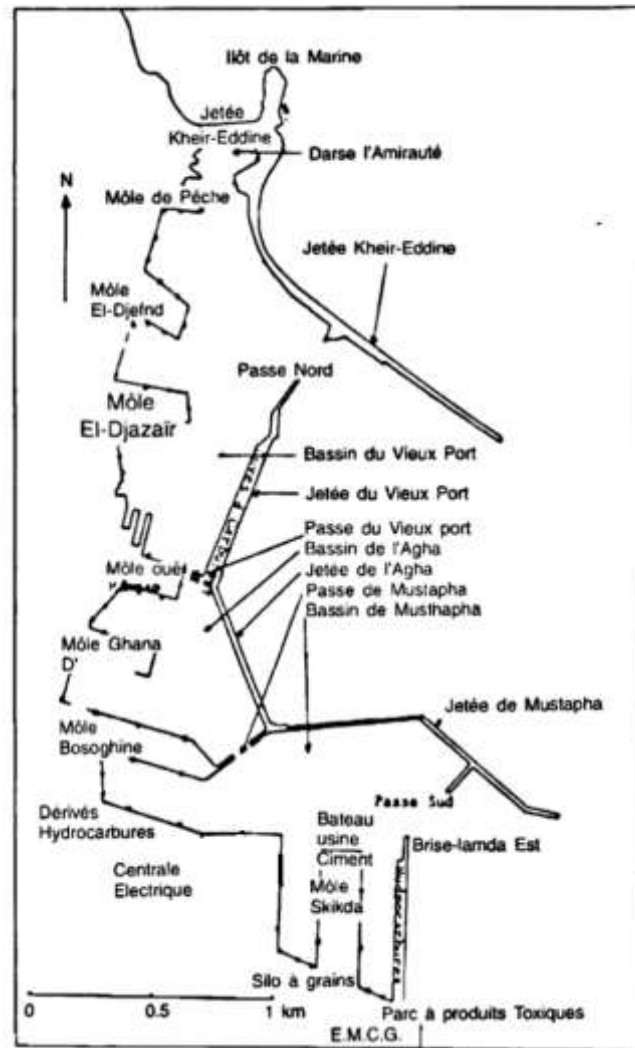 Ilôt de la Marine
Jetée
Kheir-Eddine
Darse l'Amirauté
N
Môle de Pêche
Jetée Kheir-Eddine
Môle
El-Djefnd
Passe Nord
Môle
El-Djazaïr
Bassin du Vieux Port
Jetée du Vieux Port
Passe du Vieux port
Bassin de l'Agha
Môle ouét
Jetée de l'Agha
Passe de Mustapha
Bassin de Musthapha
Môle Ghana
D'
Jetée de Mustapha
Môle
Bosoghine
Passe Sud
Dérivés
Hydrocarbures
Bateau
usine
Ciment
Brise-lamda Est
Centrale
Electrique
Môle
Skikda
Hydrocarbures
Silo à grains
0 0.5 1 km
Parc à produits Toxiques
E.M.C.G.